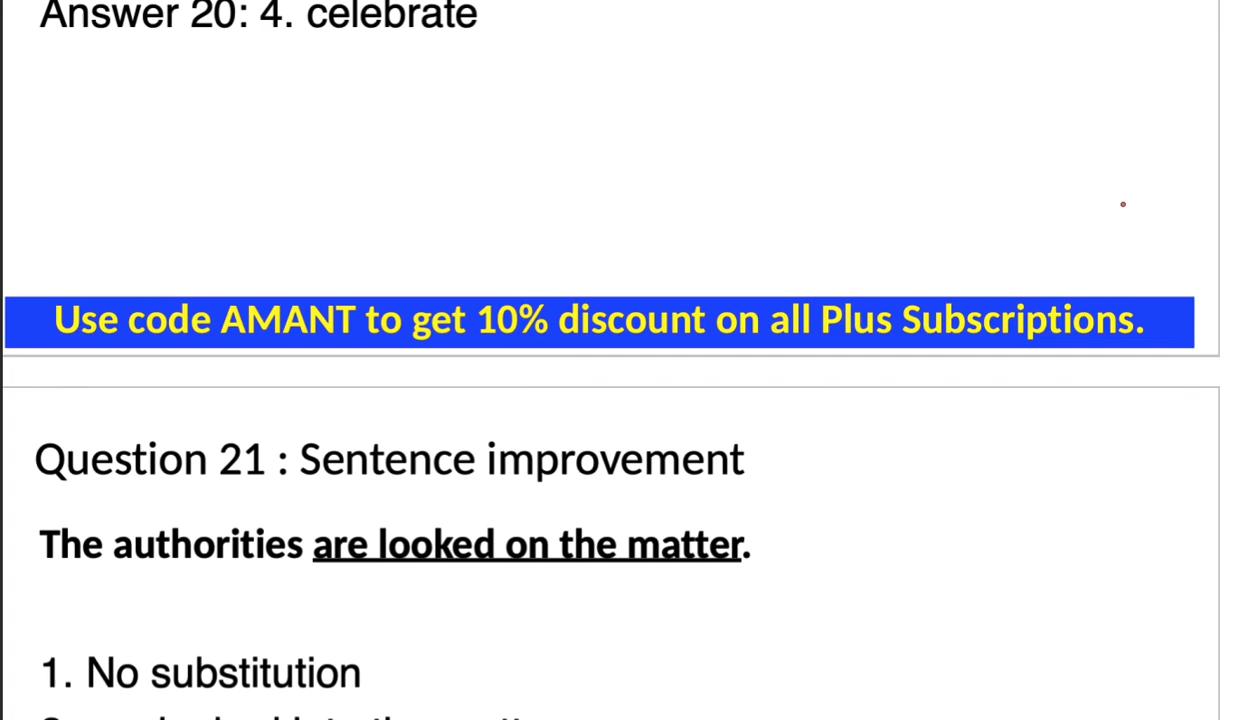 Answer 20: 4. celebrate
Use code AMANT to get 10% discount on all Plus Subscriptions.
Question 21 : Sentence improvement
The authorities are looked on the matter.
1. No substitution